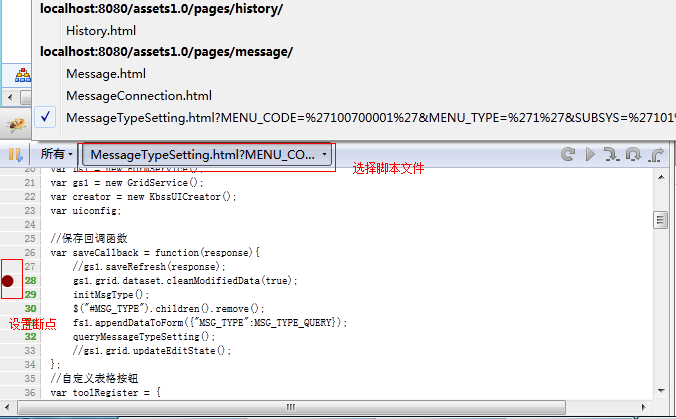 localhost:8080/assets1.0/pages/history/
History.html
localhost:8080/assets1.0/pages/message/
Message.html
MessageConnection.html
MessageTypeSetting.html?MENU_CODE=%27100700001%27&MENU_TYPE=%271%27&SUBSYS=%27101
所有 MessageTypeSetting.html?MENU_CO...
选择脚本文件
20 var fs1 = new FormService();
21 var gs1 = new GridService();
22 var creator = new KbssUICreator();
23 var uiconfig;
24
25 //保存回调函数
26 var saveCallback = function(response){
27 //gs1.saveRefresh(response);
28 gs1.grid.dataset.cleanModifiedData(true);
29 initMsgType();
30 $("#MSG_TYPE").children().remove();
设置断点 fs1.appendDataToForm({"MSG_TYPE":MSG_TYPE_QUERY});
32 queryMessageTypeSetting();
33 //gs1.grid.updateEditState();
34 };
35 //自定义表格按钮
36 var toolRegister = {